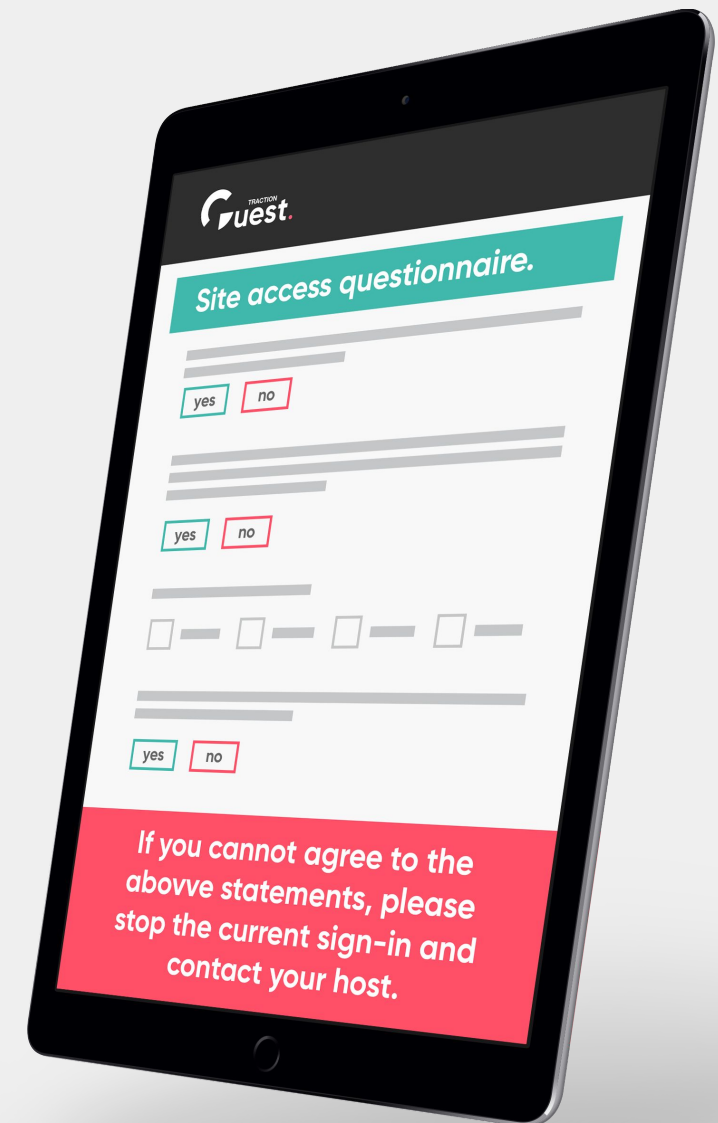 TRACTION
Guest.
Site access questionnaire.
yes no
yes no
yes no
If you cannot agree to the
abovve statements, please
stop the current sign-in and
contact your host.